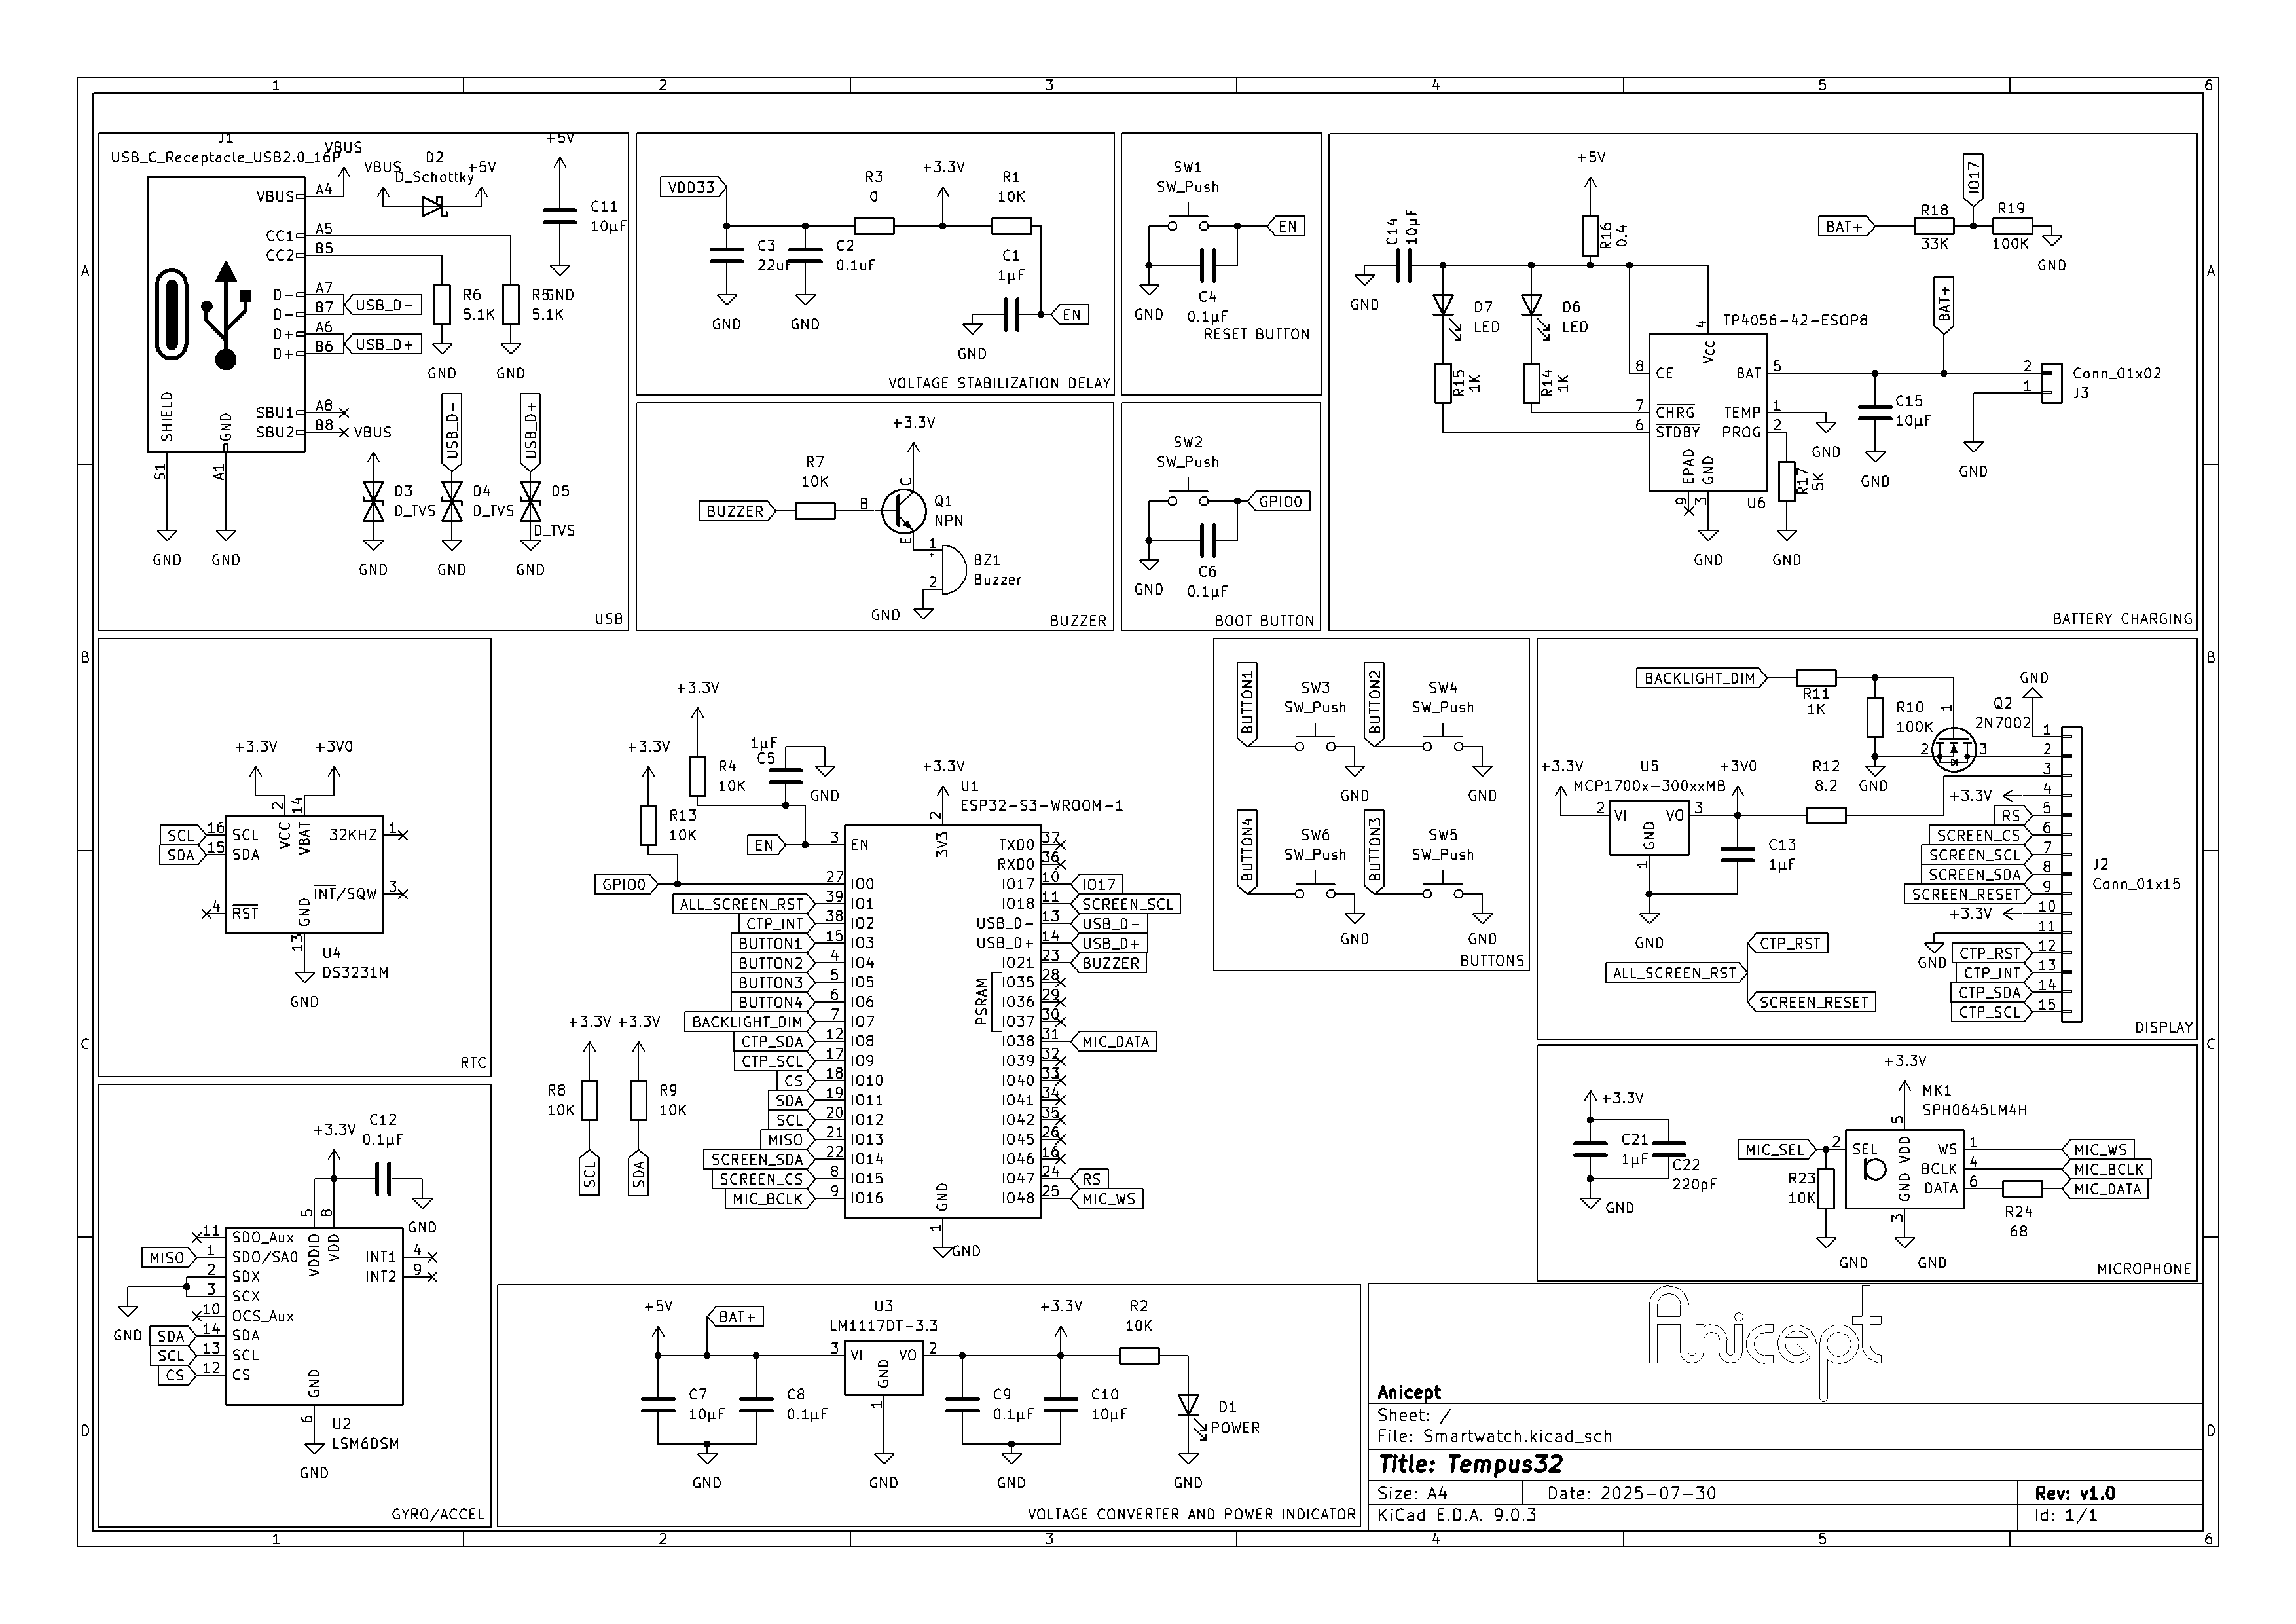 1 2 3 4 5 6
A
B
C
D
J1
USB_C_Receptacle_USB2.0_16P
VBUS
VBUS A4
CC1 A5
CC2 B5
D- A7
D- B7
D+ A6
D+ B6
SBU1 A8
SBU2 B8
SHIELD
GND
S1
A1
GND
GND
USB_D-
USB_D+
VBUS
D2
D_Schottky
+5V
+5V
C11
10µF
GND
R6
5.1K
GND
R5
5.1K
GND
VBUS
D3
D_TVS
GND
USB_D-
D4
D_TVS
GND
USB_D+
D5
D_TVS
GND
USB
VDD33
C3
22uF
GND
C2
0.1uF
GND
R3
0
+3.3V
R1
10K
C1
1µF
EN
GND
VOLTAGE STABILIZATION DELAY
SW1
SW_Push
EN
C4
0.1µF
GND
RESET BUTTON
BUZZER
R7
10K
B
C
E
+3.3V
Q1
NPN
1
+
2
BZ1
Buzzer
GND
BUZZER
SW2
SW_Push
GPIO0
C6
0.1µF
GND
BOOT BUTTON
+5V
R16
0.4
C14
10µF
GND
D7
LED
D6
LED
R15
1K
R14
1K
TP4056-42-ESOP8
4
Vcc
8 CE
7 CHRG
6 STDBY
BAT 5
TEMP 1
PROG 2
EPAD
GND
9
3
U6
GND
R17
5K
GND
GND
C15
10µF
GND
BAT+
2
1
Conn_01x02
J3
GND
BAT+
R18
33K
IO17
R19
100K
GND
BATTERY CHARGING
+3.3V
+3V0
2
14
VCC
VBAT
SCL 16 SCL
SDA 15 SDA
4 RST
32KHZ 1
INT/SQW 3
GND
13
U4
DS3231M
GND
RTC
+3.3V
R13
10K
+3.3V
R4
10K
1µF
C5
GND
+3.3V
U1
ESP32-S3-WROOM-1
2
3V3
EN 3 EN
GPIO0 27 IO0
ALL_SCREEN_RST 39 IO1
CTP_INT 38 IO2
BUTTON1 15 IO3
BUTTON2 4 IO4
BUTTON3 5 IO5
BUTTON4 6 IO6
BACKLIGHT_DIM 7 IO7
CTP_SDA 12 IO8
CTP_SCL 17 IO9
CS 18 IO10
SDA 19 IO11
SCL 20 IO12
MISO 21 IO13
SCREEN_SDA 22 IO14
SCREEN_CS 8 IO15
MIC_BCLK 9 IO16
TXD0 37
RXD0 36
IO17 10 IO17
IO18 11 SCREEN_SCL
USB_D- 13 USB_D-
USB_D+ 14 USB_D+
IO21 23 BUZZER
PSRAM
IO35 28
IO36 29
IO37 30
IO38 31 MIC_DATA
IO39 32
IO40 33
IO41 34
IO42 35
IO45 26
IO46 16
IO47 24 RS
IO48 25 MIC_WS
GND
1
GND
+3.3V
R8
10K
SCL
+3.3V
R9
10K
SDA
BUTTON1
SW3
SW_Push
GND
BUTTON2
SW4
SW_Push
GND
BUTTON4
SW6
SW_Push
GND
BUTTON3
SW5
SW_Push
GND
BUTTONS
BACKLIGHT_DIM
R11
1K
R10
100K
GND
1
2
3
Q2
2N7002
GND
+3.3V
U5
MCP1700x-300xxMB
2 VI
VO 3
GND
1
+3V0
C13
1µF
GND
R12
8.2
1
2
3
+3.3V 4
RS 5
SCREEN_CS 6
SCREEN_SCL 7
SCREEN_SDA 8
SCREEN_RESET 9
+3.3V 10
GND 11
CTP_RST 12
CTP_INT 13
CTP_SDA 14
CTP_SCL 15
J2
Conn_01x15
CTP_RST
ALL_SCREEN_RST
SCREEN_RESET
DISPLAY
+3.3V
C21
1µF
C22
220pF
GND
+3.3V
MK1
SPH0645LM4H
5
VDD
MIC_SEL 2 SEL
R23
10K
GND
WS 1 MIC_WS
BCLK 4 MIC_BCLK
DATA 6 MIC_DATA
R24
68
GND
3
GND
MICROPHONE
C12
0.1µF
+3.3V
GND
5
8
VDDIO
VDD
11 SDO_Aux
MISO 1 SDO/SA0
2 SDX
3 SCX
10 OCS_Aux
SDA 14 SDA
SCL 13 SCL
CS 12 CS
INT1 4
INT2 9
GND
GND
6
U2
LSM6DSM
GND
GYRO/ACCEL
+5V
BAT+
C7
10µF
C8
0.1µF
GND
U3
LM1117DT-3.3
3 VI
VO 2
GND
1
GND
C9
0.1µF
+3.3V
C10
10µF
GND
R2
10K
D1
POWER
GND
VOLTAGE CONVERTER AND POWER INDICATOR
Anicept
Anicept
Sheet: /
File: Smartwatch.kicad_sch
Title: Tempus32
Size: A4 Date: 2025-07-30 Rev: v1.0
KiCad E.D.A. 9.0.3 Id: 1/1
A
B
C
D
1 2 3 4 5 6